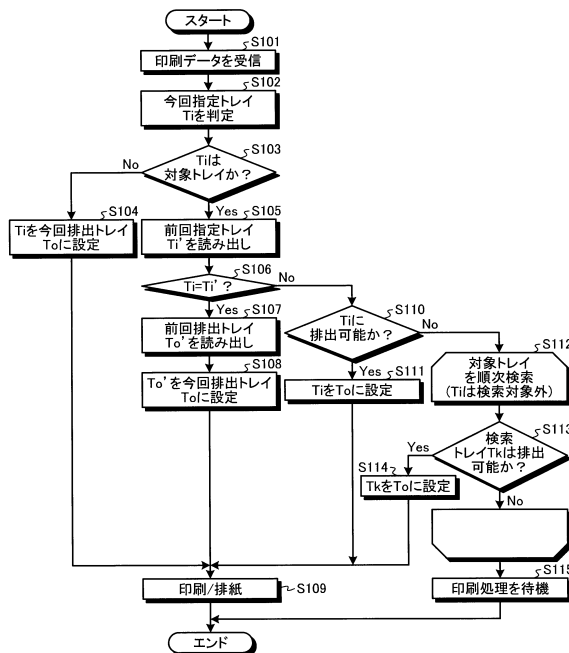 スタート
S101
印刷データを受信
S102
今回指定トレイ
Tiを判定
S103
Tiは
対象トレイか？
No
Yes
S104
Tiを今回排出トレイ
Toに設定
S105
前回指定トレイ
Ti'を読み出し
S106
Ti=Ti'？
No
Yes
S107
前回排出トレイ
To'を読み出し
S108
To'を今回排出トレイ
Toに設定
S110
Tiに
排出可能か？
No
Yes
S111
TiをToに設定
S112
対象トレイ
を順次検索
(Tiは検索対象外)
S113
検索
トレイTkは排出
可能か？
Yes
No
S114
TkをToに設定
S115
印刷処理を待機
印刷/排紙
S109
エンド